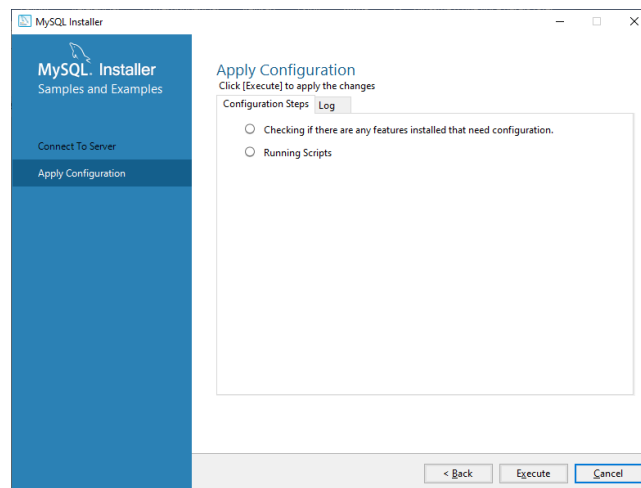 MySQL Installer
MySQL. Installer
Samples and Examples
Connect To Server
Apply Configuration
Apply Configuration
Click [Execute] to apply the changes
Configuration Steps
Log
Checking if there are any features installed that need configuration.
Running Scripts
< Back
Execute
Cancel